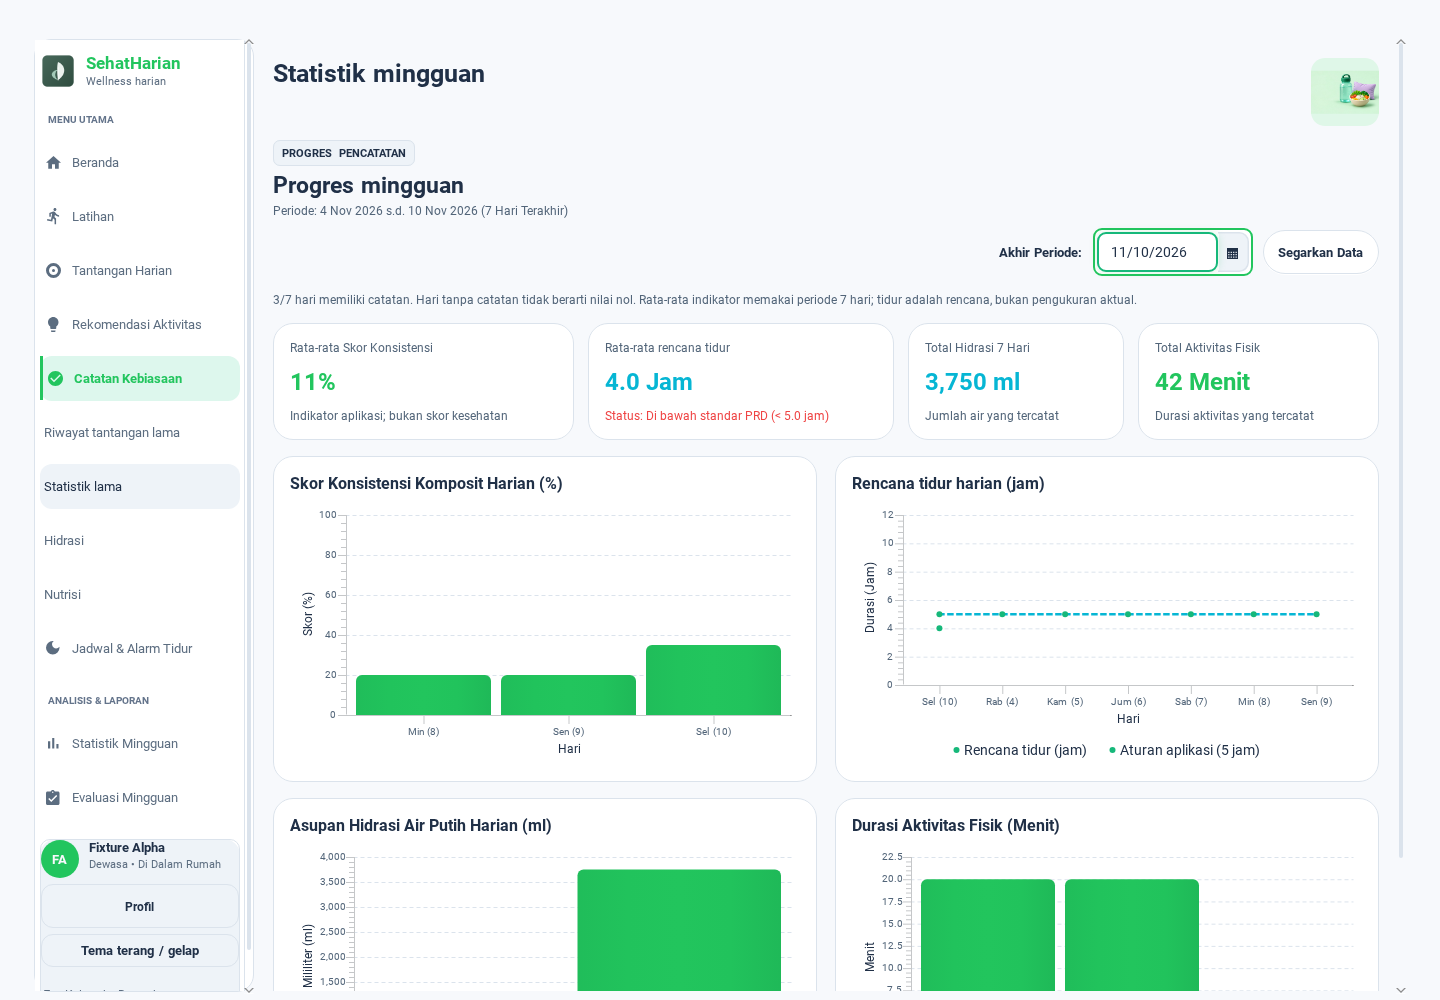 SehatHarian
Wellness harian
MENU UTAMA
Beranda
Latihan
Tantangan Harian
Rekomendasi Aktivitas
Catatan Kebiasaan
Riwayat tantangan lama
Statistik lama
Hidrasi
Nutrisi
Jadwal & Alarm Tidur
ANALISIS & LAPORAN
Statistik Mingguan
Evaluasi Mingguan
FA
Fixture Alpha
Dewasa • Di Dalam Rumah
Profil
Tema terang / gelap
Statistik mingguan
PROGRES PENCATATAN
Progres mingguan
Periode: 4 Nov 2026 s.d. 10 Nov 2026 (7 Hari Terakhir)
Akhir Periode:
11/10/2026
Segarkan Data
3/7 hari memiliki catatan. Hari tanpa catatan tidak berarti nilai nol. Rata-rata indikator memakai periode 7 hari; tidur adalah rencana, bukan pengukuran aktual.
Rata-rata Skor Konsistensi
11%
Indikator aplikasi; bukan skor kesehatan
Rata-rata rencana tidur
4.0 Jam
Status: Di bawah standar PRD (< 5.0 jam)
Total Hidrasi 7 Hari
3,750 ml
Jumlah air yang tercatat
Total Aktivitas Fisik
42 Menit
Durasi aktivitas yang tercatat
Skor Konsistensi Komposit Harian (%)
100
80
60
40
20
0
Skor (%)
Min (8)
Sen (9)
Sel (10)
Hari
Rencana tidur harian (jam)
12
10
8
6
4
2
0
Durasi (Jam)
Sel (10)
Rab (4)
Kam (5)
Jum (6)
Sab (7)
Min (8)
Sen (9)
Hari
Rencana tidur (jam)
Aturan aplikasi (5 jam)
Asupan Hidrasi Air Putih Harian (ml)
4,000
3,500
3,000
2,500
2,000
1,500
Mililiter (ml)
Durasi Aktivitas Fisik (Menit)
22.5
20.0
17.5
15.0
12.5
10.0
7.5
Menit